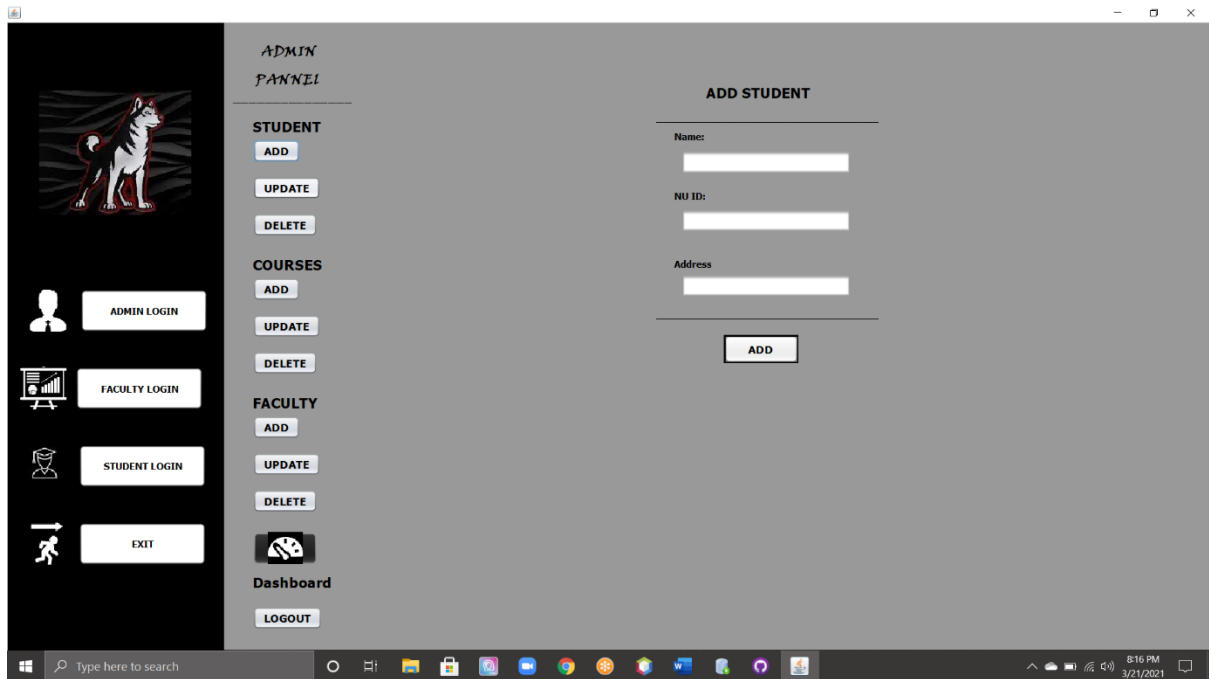 ADMIN LOGIN
FACULTY LOGIN
STUDENT LOGIN
EXIT
ADMIN
PANNEL
STUDENT
ADD
UPDATE
DELETE
COURSES
ADD
UPDATE
DELETE
FACULTY
ADD
UPDATE
DELETE
Dashboard
LOGOUT
ADD STUDENT
Name:
NU ID:
Address
ADD
Type here to search
8:16 PM
3/21/2021